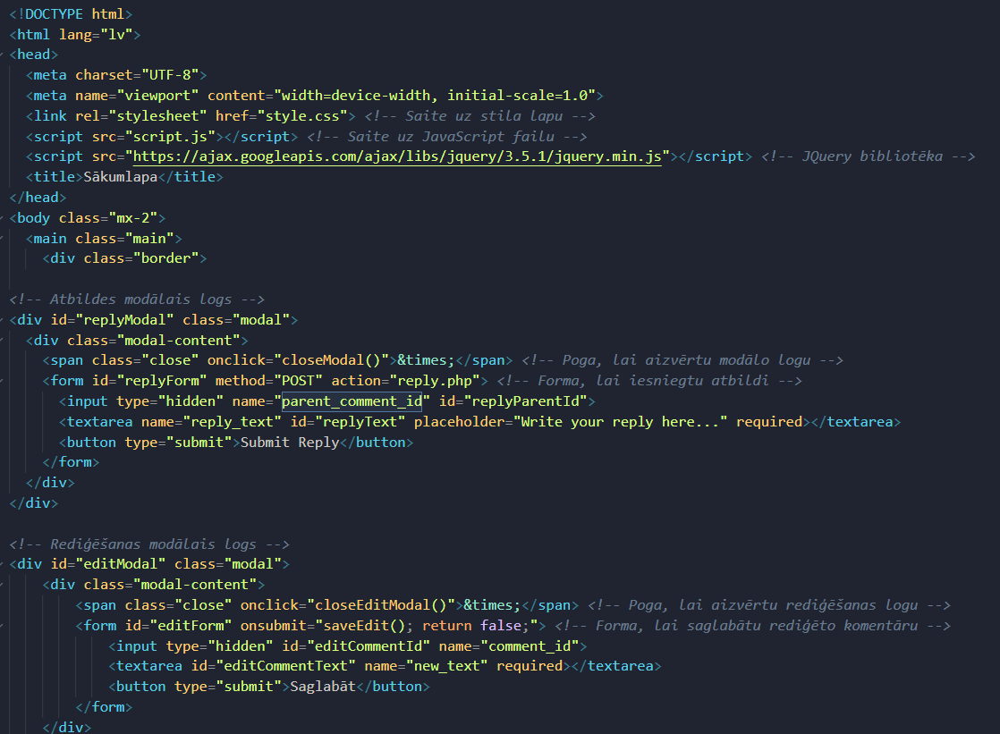 <!DOCTYPE html>
<html lang="lv">
<head>
<meta charset="UTF-8">
<meta name="viewport" content="width=device-width, initial-scale=1.0">
<link rel="stylesheet" href="style.css"> <!-- Saite uz stila lapu -->
<script src="script.js"></script> <!-- Saite uz JavaScript failu -->
<script src="https://ajax.googleapis.com/ajax/libs/jquery/3.5.1/jquery.min.js"></script> <!-- JQuery bibliotēka -->
<title>Sākumlapa</title>
</head>
<body class="mx-2">
<main class="main">
<div class="border">
<!-- Atbildes modālais logs -->
<div id="replyModal" class="modal">
<div class="modal-content">
<span class="close" onclick="closeModal()">&times;</span> <!-- Poga, lai aizvērtu modālo logu -->
<form id="replyForm" method="POST" action="reply.php"> <!-- Forma, lai iesniegtu atbildi -->
<input type="hidden" name="parent_comment_id" id="replyParentId">
<textarea name="reply_text" id="replyText" placeholder="Write your reply here..." required></textarea>
<button type="submit">Submit Reply</button>
</form>
</div>
</div>
<!-- Rediģēšanas modālais logs -->
<div id="editModal" class="modal">
<div class="modal-content">
<span class="close" onclick="closeEditModal()">&times;</span> <!-- Poga, lai aizvērtu rediģēšanas logu -->
<form id="editForm" onsubmit="saveEdit(); return false;"> <!-- Forma, lai saglabātu rediģēto komentāru -->
<input type="hidden" id="editCommentId" name="comment_id">
<textarea id="editCommentText" name="new_text" required></textarea>
<button type="submit">Saglabāt</button>
</form>
</div>